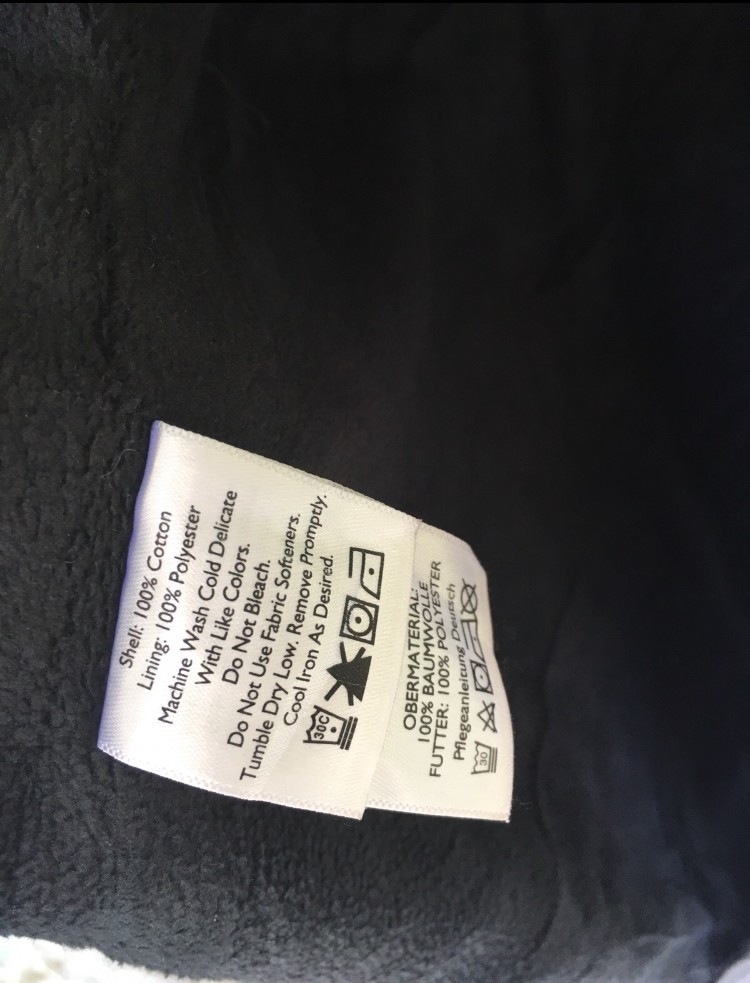 Shell: 100% Cotton
Lining: 100% Polyester
Machine Wash Cold Delicate
With Like Colors.
Do Not Bleach.
Do Not Use Fabric Softeners.
Tumble Dry Low. Remove Promptly.
Cool Iron As Desired.
30C
OBERMATERIAL:
100% BAUMWOLLE
FUTTER: 100% POLYESTER
Pflegeanleitung Deutsch
30